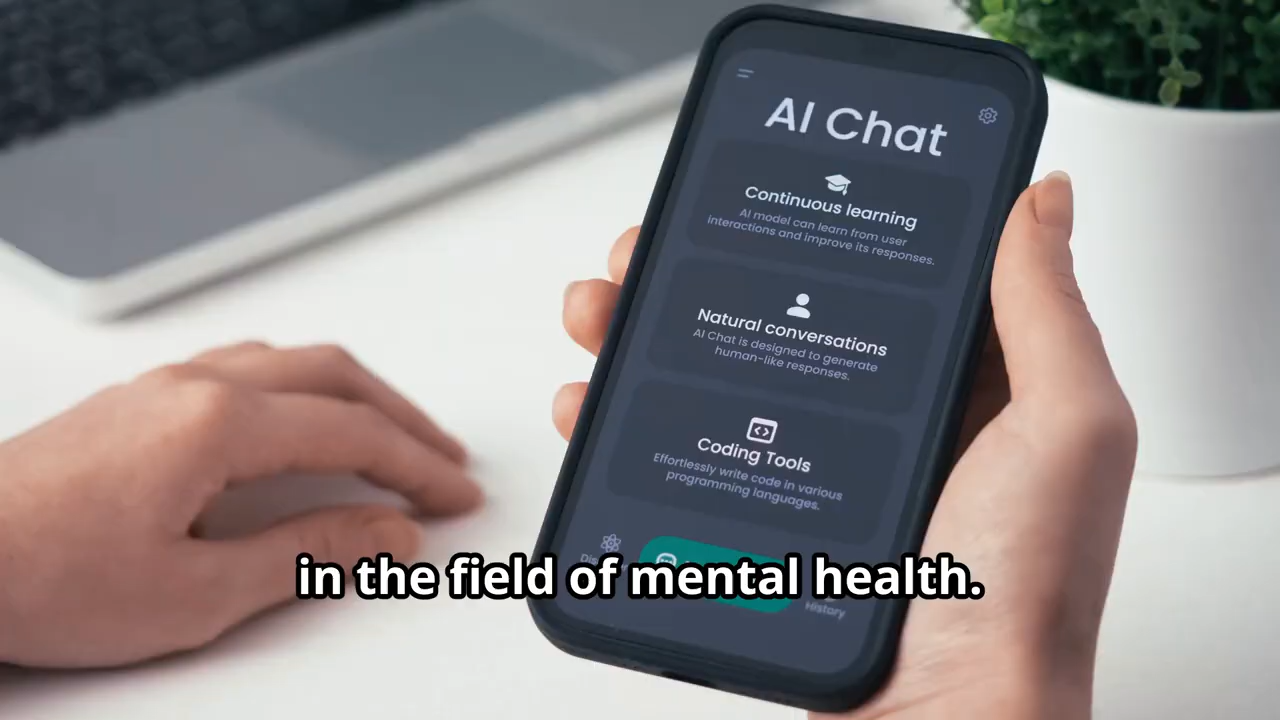 AI Chat
Continuous learning
AI model can learn from user
interactions and improve its responses.
Natural conversations
AI Chat is designed to generate
human-like responses.
Coding Tools
Effortlessly write code in various
programming languages.
in the field of mental health.
History